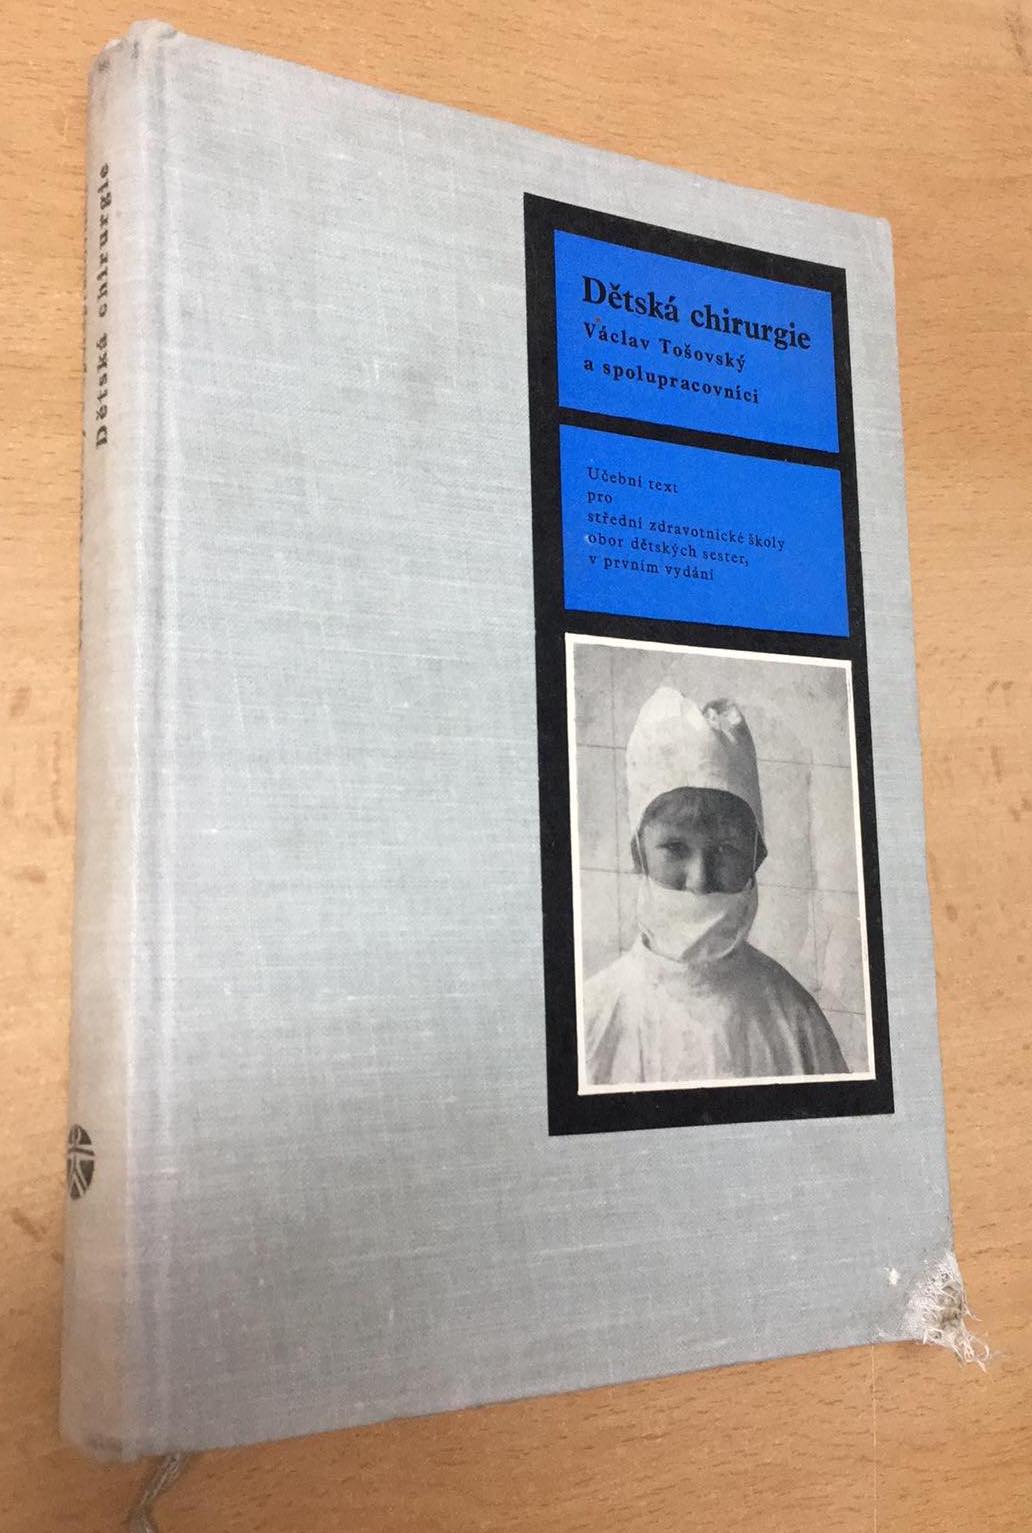 Dětská chirurgie
Dětská chirurgie
Václav Tošovský
a spolupracovníci
Učební text
pro
střední zdravotnické školy
obor dětských sester,
v prvním vydání